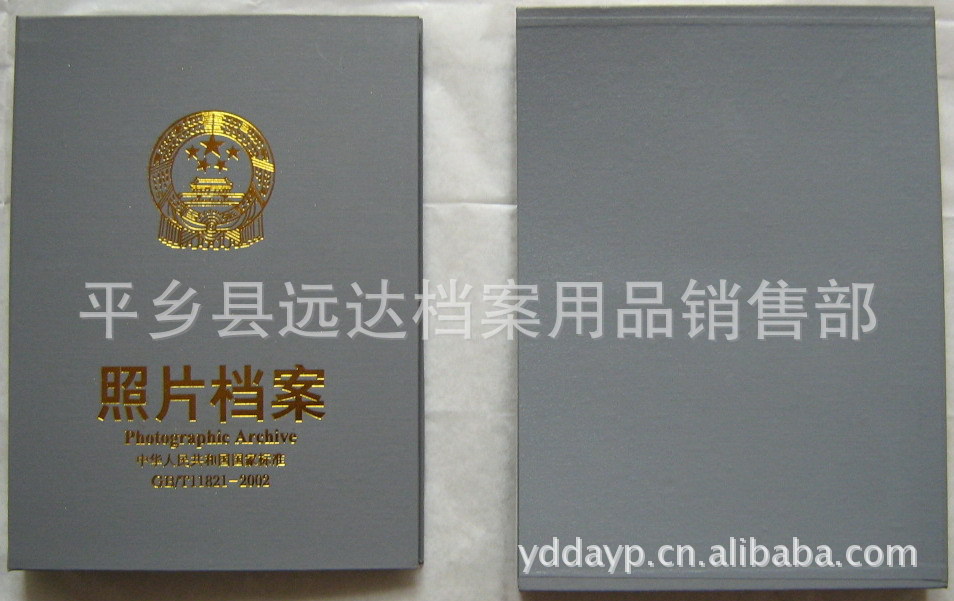 平乡县远达档案用品销售部
照片档案
Photographic Archive
中华人民共和国国家标准
GB/T11821-2002
yddayp.cn.alibaba.com